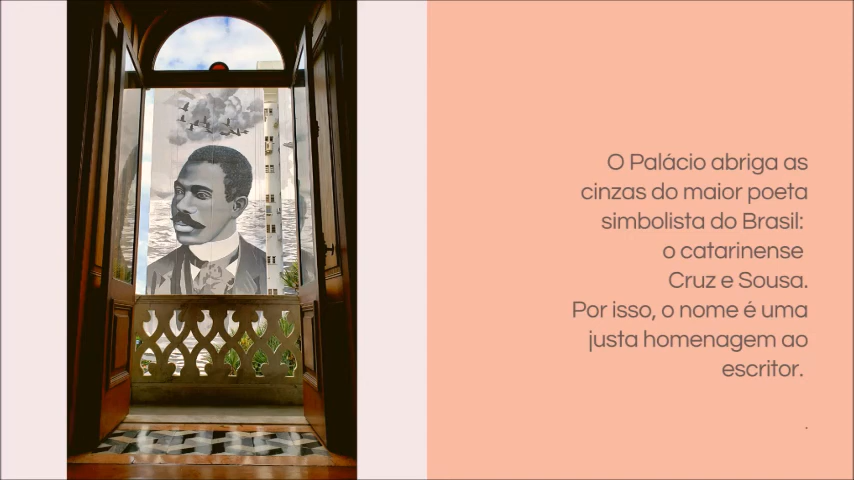 O Palácio abriga as
cinzas do maior poeta
simbolista do Brasil:
o catarinense
Cruz e Sousa.
Por isso, o nome é uma
justa homenagem ao
escritor.
.